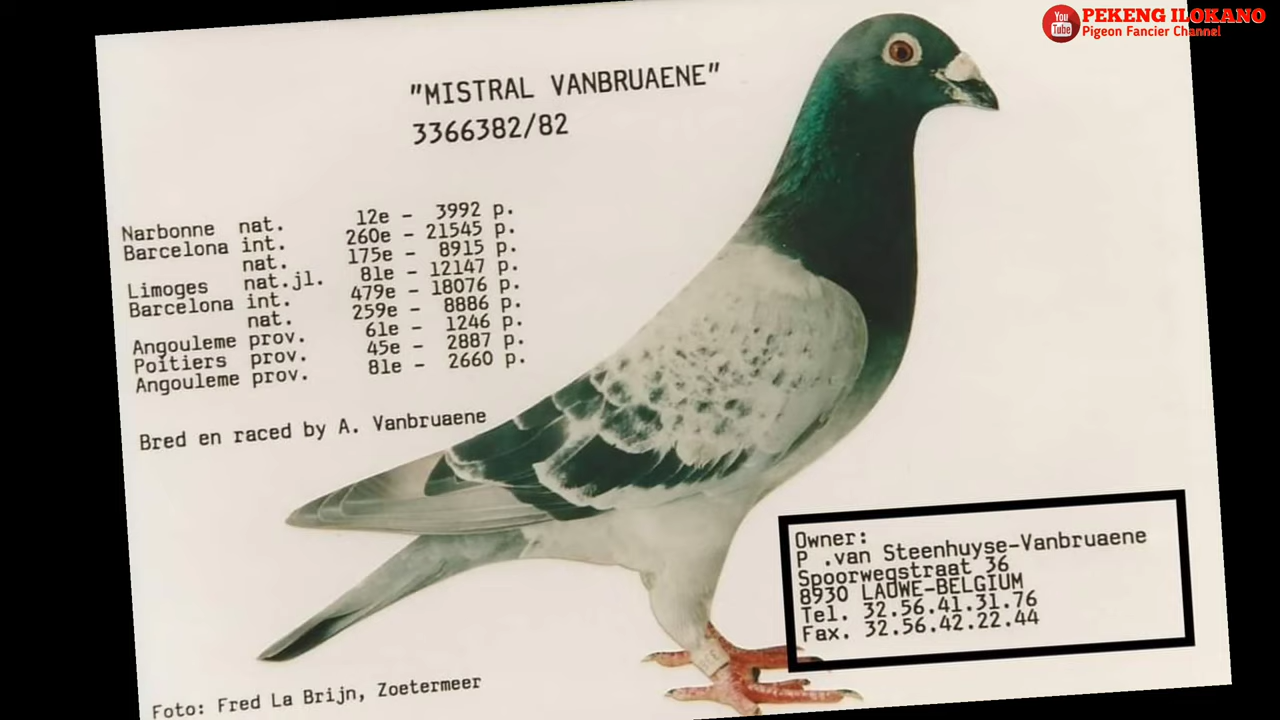 YouTube
PEKENG ILOKANO
Pigeon Fancier Channel
"MISTRAL VANBRUAENE"
3366382/82
Narbonne nat. 12e - 3992 p.
Barcelona int. 260e - 21545 p.
nat. 175e - 8915 p.
Limoges nat.jl. 81e - 12147 p.
Barcelona int. 479e - 18076 p.
nat. 259e - 8886 p.
Angouleme prov. 61e - 1246 p.
Poitiers prov. 45e - 2887 p.
Angouleme prov. 81e - 2660 p.
Bred en raced by A. Vanbruaene
Owner:
P .van Steenhuyse-Vanbruaene
Spoorwegstraat 36
8930 LAUWE-BELGIUM
Tel. 32.56.41.31.76
Fax. 32.56.42.22.44
Foto: Fred La Brijn, Zoetermeer